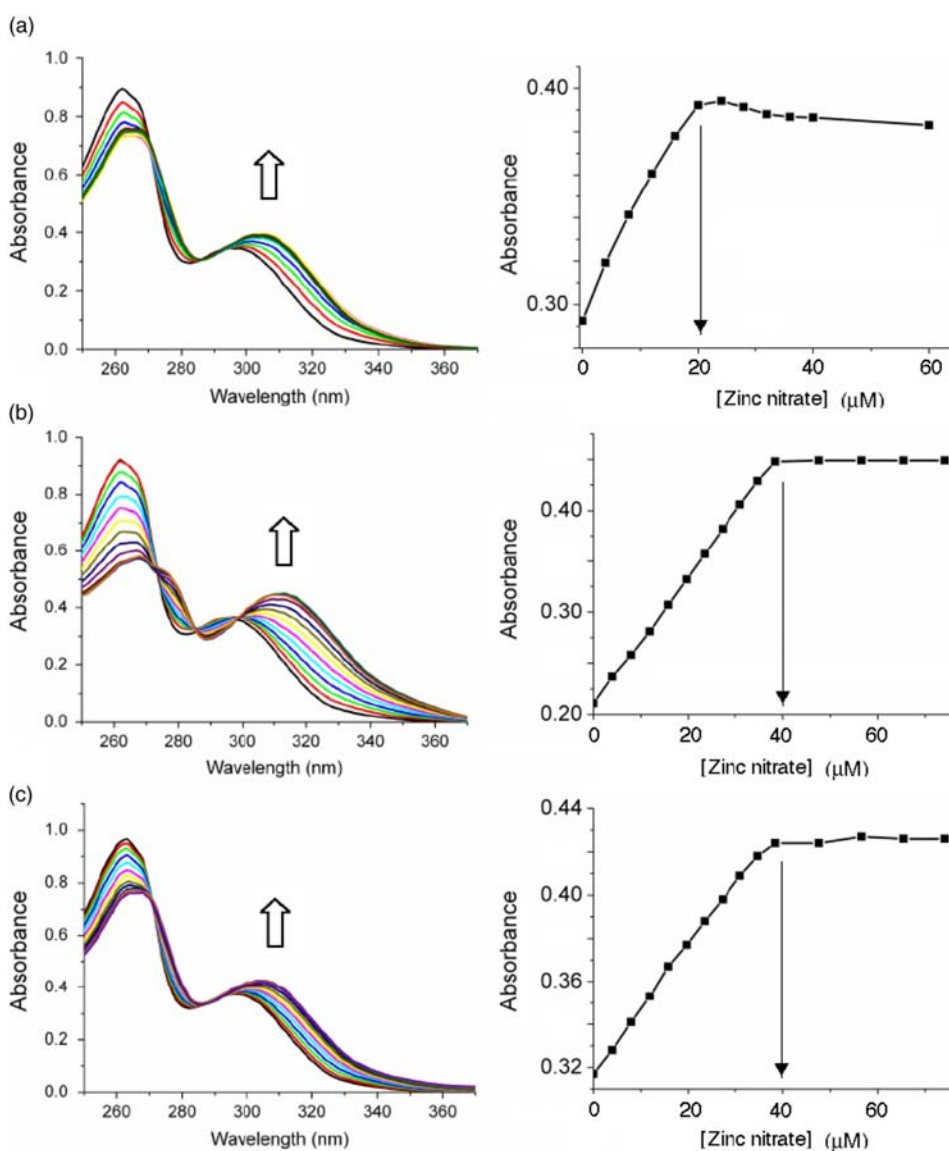 (a)
1.0
0.8
0.6
0.4
0.2
0.0
Absorbance
260 280 300 320 340 360
Wavelength (nm)
0.40
0.30
Absorbance
0 20 40 60
[Zinc nitrate] (μM)
(b)
1.0
0.8
0.6
0.4
0.2
0.0
Absorbance
260 280 300 320 340 360
Wavelength (nm)
0.40
0.30
0.20
Absorbance
0 20 40 60
[Zinc nitrate] (μM)
(c)
1.0
0.8
0.6
0.4
0.2
0.0
Absorbance
260 280 300 320 340 360
Wavelength (nm)
0.44
0.40
0.36
0.32
Absorbance
0 20 40 60
[Zinc nitrate] (μM)